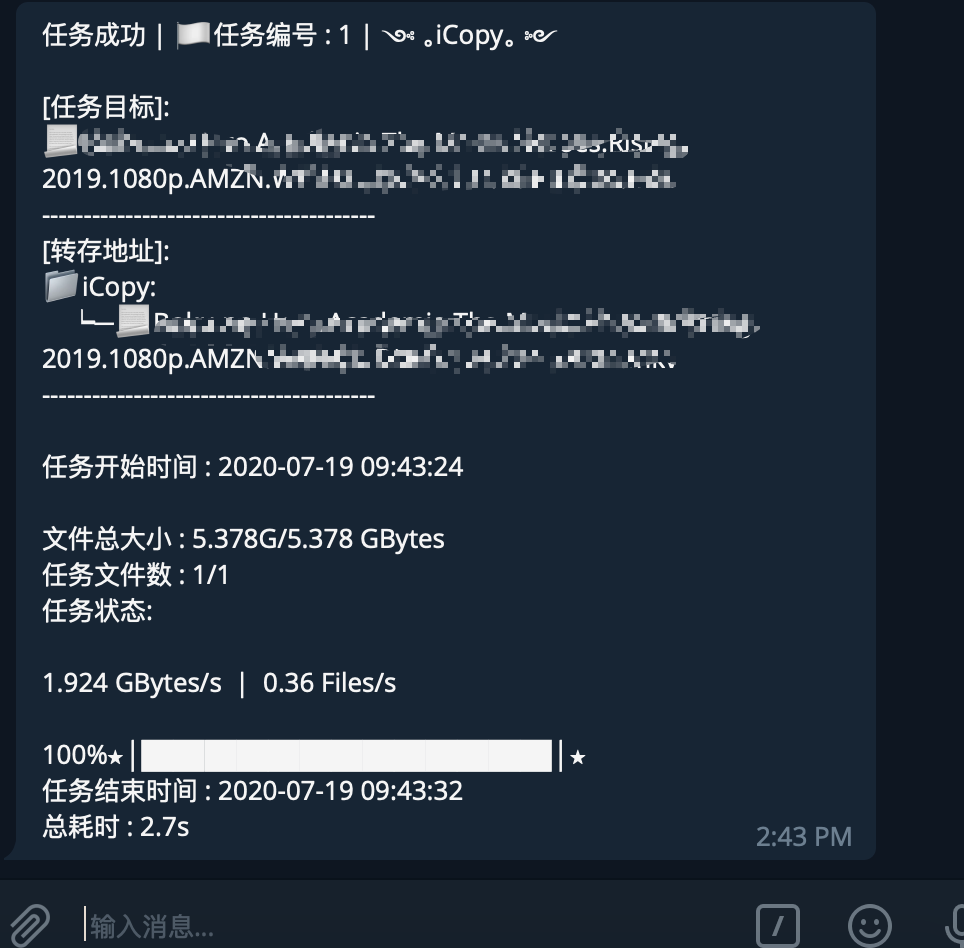 任务成功 | 🏳️任务编号 : 1 | ༺ ｡iCopy｡ ༻
[任务目标]:
2019.1080p.AMZN.
---------------------------------------
[转存地址]:
📁iCopy:
┕━📃
2019.1080p.AMZN
---------------------------------------
任务开始时间 : 2020-07-19 09:43:24
文件总大小 : 5.378G/5.378 GBytes
任务文件数 : 1/1
任务状态:
1.924 GBytes/s | 0.36 Files/s
100%⭑│█████████████│⭑
任务结束时间 : 2020-07-19 09:43:32
总耗时 : 2.7s
2:43 PM
输入消息...